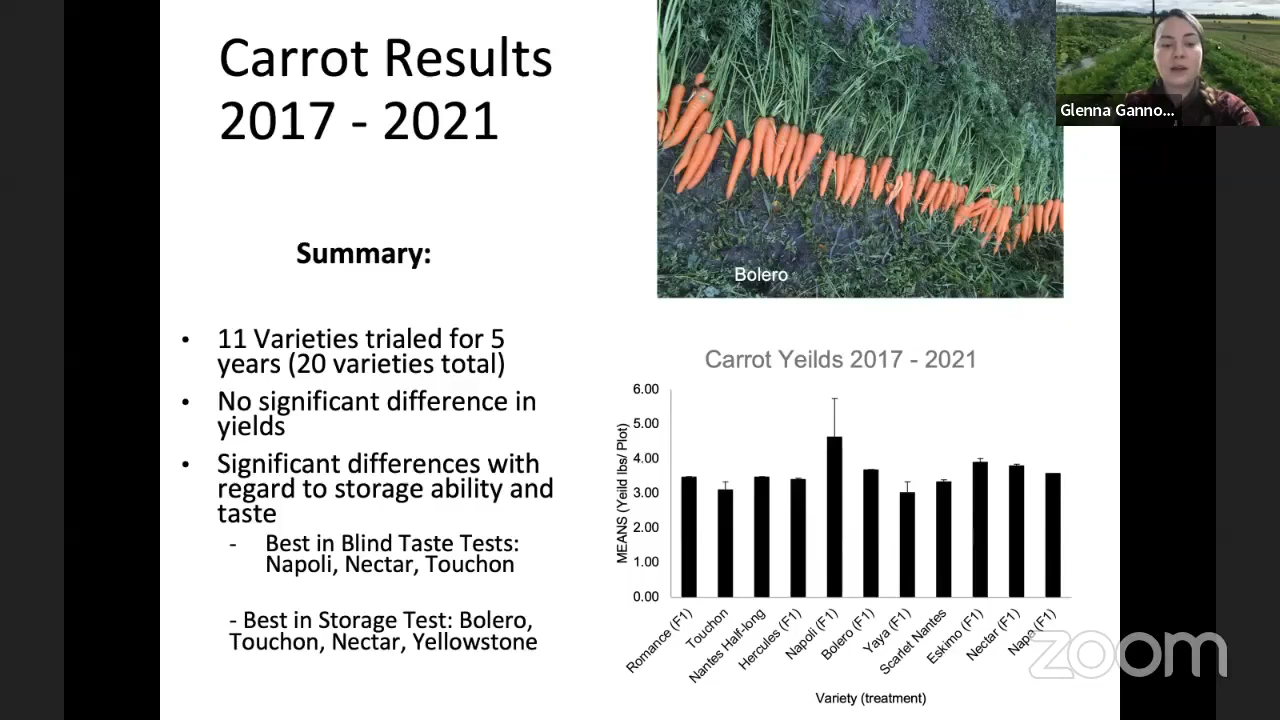 Carrot Results
2017 - 2021
Summary:
• 11 Varieties trialed for 5
years (20 varieties total)
• No significant difference in
yields
• Significant differences with
regard to storage ability and
taste
- Best in Blind Taste Tests:
Napoli, Nectar, Touchon
- Best in Storage Test: Bolero,
Touchon, Nectar, Yellowstone
Bolero
Glenna Ganno...
Carrot Yeilds 2017 - 2021
MEANS (Yeild lbs/ Plot)
6.00
5.00
4.00
3.00
2.00
1.00
0.00
Romance (F1)
Touchon
Nantes Half-long
Hercules (F1)
Napoli (F1)
Bolero (F1)
Yaya (F1)
Scarlet Nantes
Eskimo (F1)
Nectar (F1)
Napa (F1)
Variety (treatment)
zoom